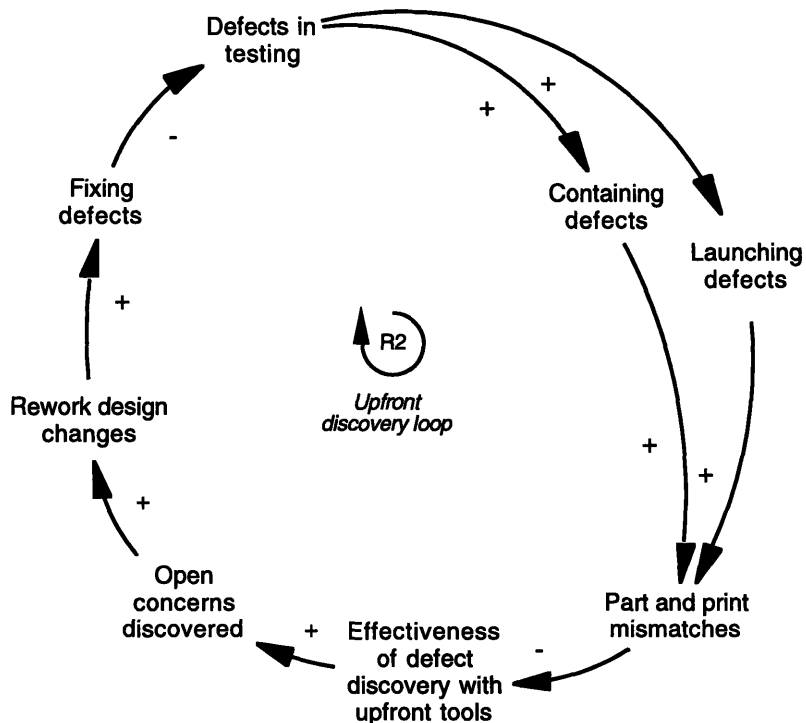 Defects in
testing
+
+
-
Fixing
defects
Containing
defects
Launching
defects
+
R2
Upfront
discovery loop
Rework design
changes
+
+
+
Open
concerns
discovered
+
Effectiveness
of defect
discovery with
upfront tools
-
Part and print
mismatches